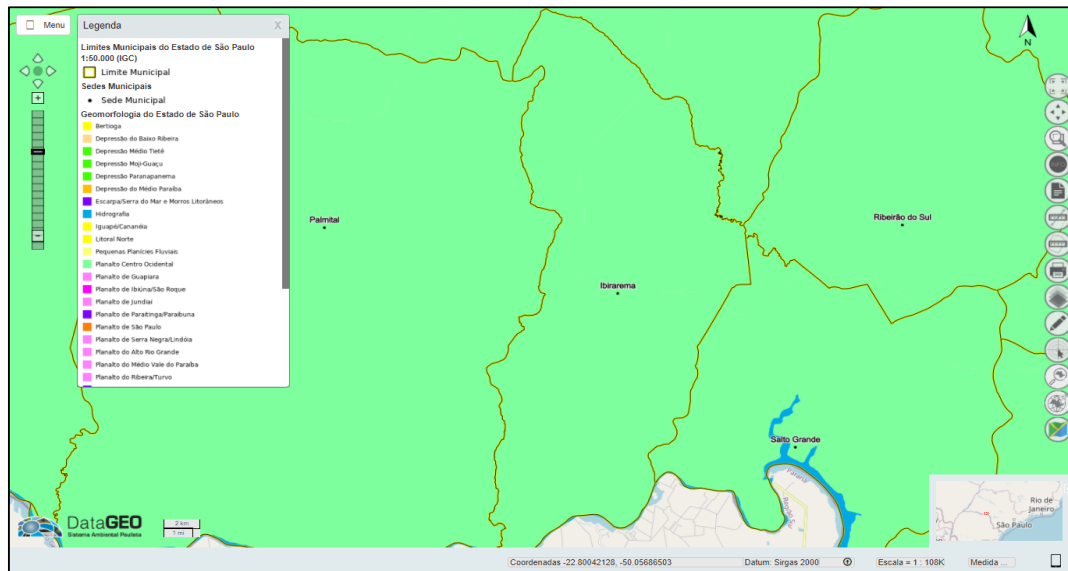 Menu
Legenda
X
Limites Municipais do Estado de São Paulo
1:50.000 (IGC)
Limite Municipal
Sedes Municipais
Sede Municipal
Geomorfologia do Estado de São Paulo
Bertioga
Depressão do Baixo Ribeira
Depressão Médio Tietê
Depressão Moji-Guaçu
Depressão Paranapanema
Depressão do Médio Paraíba
Escarpa/Serra do Mar e Morros Litorâneos
Hidrografia
Iguapé/Cananéia
Litoral Norte
Pequenas Planícies Fluviais
Planalto Centro Ocidental
Planalto de Guapiara
Planalto de Ibiúna/São Roque
Planalto de Jundiaí
Planalto de Paraitinga/Paraibuna
Planalto de São Paulo
Planalto de Serra Negra/Lindóia
Planalto do Alto Rio Grande
Planalto do Médio Vale do Paraíba
Planalto do Ribeira/Turvo
N
INFO
Palmital
Ribeirão do Sul
Ibirarema
Salto Grande
Paraná
Região S
DataGEO
Sistema Ambiental Paulista
2 km
1 mi
Rio de
Janeiro
São Paulo
Coordenadas -22.80042128, -50.05686503
Datum: Sirgas 2000
Escala = 1 : 108K
Medida ...